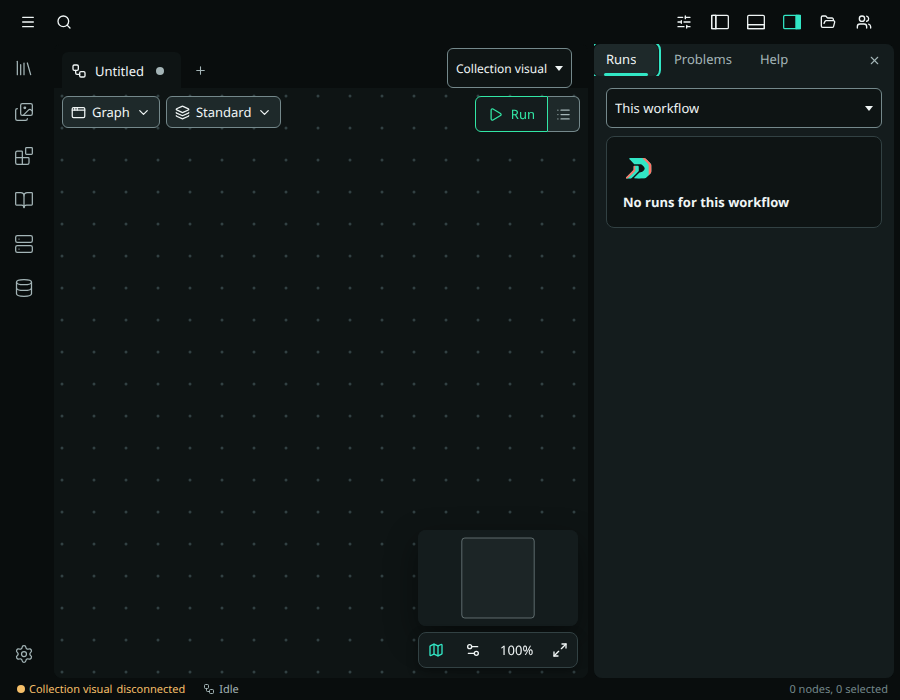 Untitled
Collection visual
Runs
Problems
Help
Graph
Standard
Run
This workflow
No runs for this workflow
100%
Collection visual disconnected
Idle
0 nodes, 0 selected